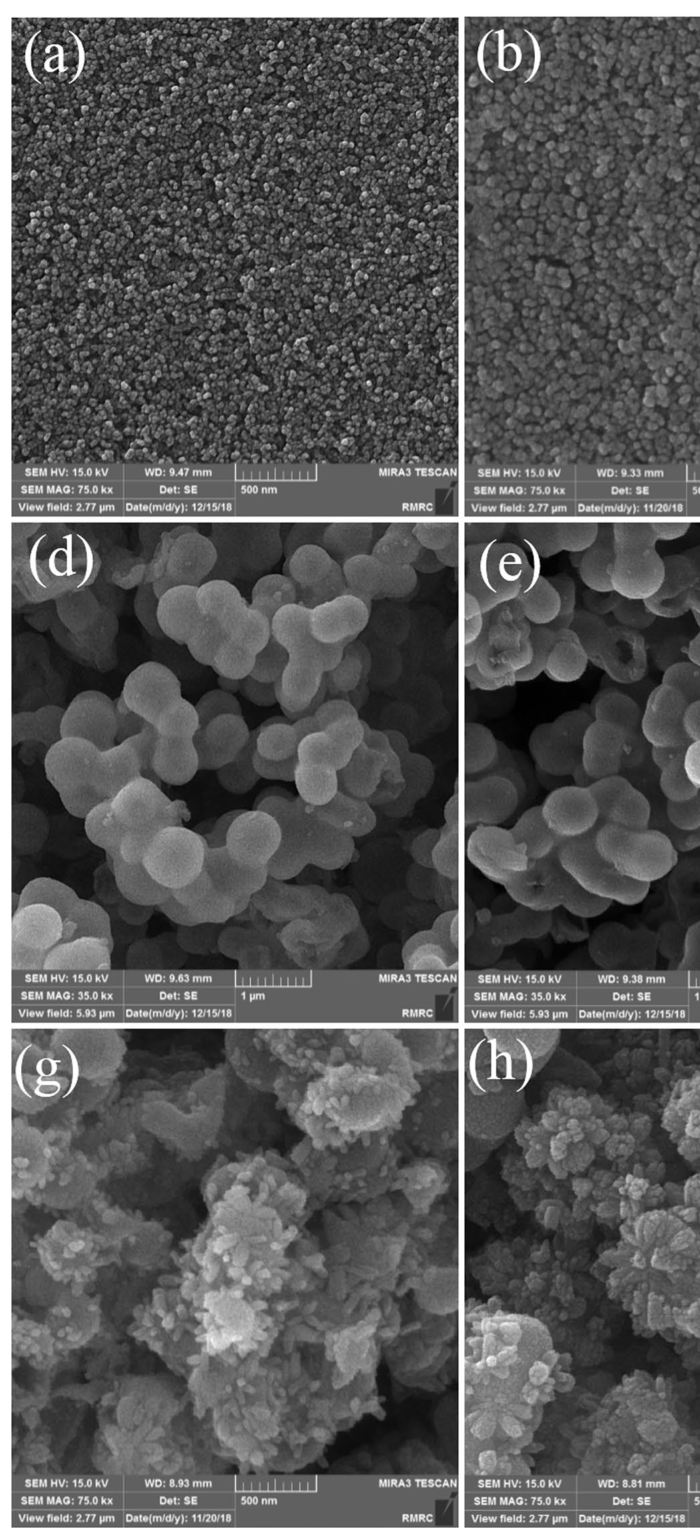 (a)
SEM HV: 15.0 kV WD: 9.47 mm MIRA3 TESCAN
SEM MAG: 75.0 kx Det: SE 500 nm
View field: 2.77 µm Date(m/d/y): 12/15/18 RMRC
(b)
SEM HV: 15.0 kV WD: 9.33 mm
SEM MAG: 75.0 kx Det: SE
View field: 2.77 µm Date(m/d/y): 11/20/18
(d)
SEM HV: 15.0 kV WD: 9.63 mm MIRA3 TESCAN
SEM MAG: 35.0 kx Det: SE 1 µm
View field: 5.93 µm Date(m/d/y): 12/15/18 RMRC
(e)
SEM HV: 15.0 kV WD: 9.38 mm
SEM MAG: 35.0 kx Det: SE
View field: 5.93 µm Date(m/d/y): 12/15/18
(g)
SEM HV: 15.0 kV WD: 8.93 mm MIRA3 TESCAN
SEM MAG: 75.0 kx Det: SE 500 nm
View field: 2.77 µm Date(m/d/y): 11/20/18 RMRC
(h)
SEM HV: 15.0 kV WD: 8.81 mm
SEM MAG: 75.0 kx Det: SE
View field: 2.77 µm Date(m/d/y): 12/15/18